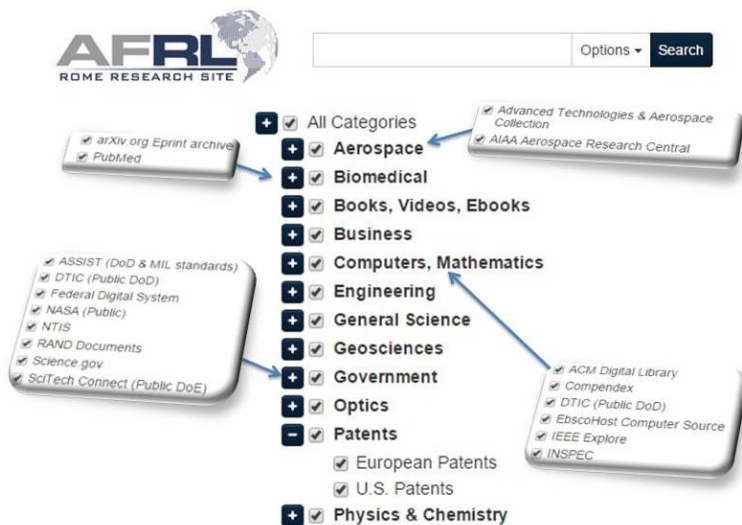 AFRL
ROME RESEARCH SITE
Options
Search
All Categories
Aerospace
Biomedical
Books, Videos, Ebooks
Business
Computers, Mathematics
Engineering
General Science
Geosciences
Government
Optics
Patents
European Patents
U.S. Patents
Physics & Chemistry
arXiv.org Eprint archive
PubMed
Advanced Technologies & Aerospace
Collection
AIAA Aerospace Research Central
ASSIST (DoD & MIL standards)
DTIC (Public DoD)
Federal Digital System
NASA (Public)
NTIS
RAND Documents
Science.gov
SciTech Connect (Public DoE)
ACM Digital Library
Compendex
DTIC (Public DoD)
EbscoHost Computer Source
IEEE Explore
INSPEC